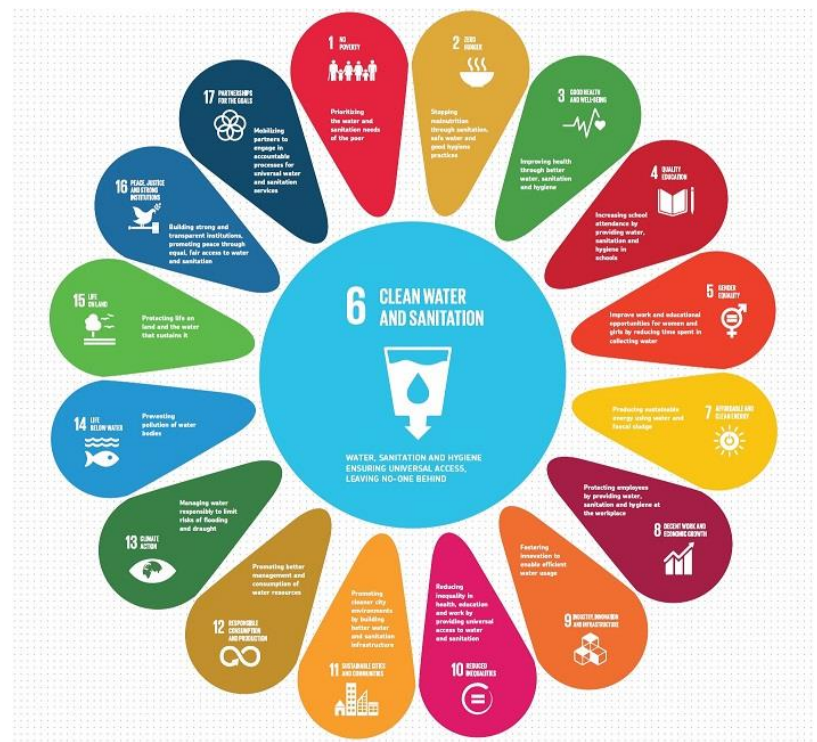 6 CLEAN WATER
AND SANITATION
WATER, SANITATION AND HYGIENE
ENSURING UNIVERSAL ACCESS,
LEAVING NO-ONE BEHIND
1 NO
POVERTY
Prioritizing
the water and
sanitation needs
of the poor
2 ZERO
HUNGER
Stopping
malnutrition
through sanitation,
safe water and
good hygiene
practices
3 GOOD HEALTH
AND WELL-BEING
Improving health
through better
water, sanitation
and hygiene
4 QUALITY
EDUCATION
Increasing school
attendance by
providing water,
sanitation and
hygiene in
schools
5 GENDER
EQUALITY
Improve work and educational
opportunities for women and
girls by reducing time spent in
collecting water
7 AFFORDABLE AND
CLEAN ENERGY
Producing sustainable
energy using water and
faecal sludge
8 DECENT WORK AND
ECONOMIC GROWTH
Protecting employees
by providing water,
sanitation and hygiene at
the workplace
9 INDUSTRY, INNOVATION
AND INFRASTRUCTURE
Fostering
innovation to
enable efficient
water usage
10 REDUCED
INEQUALITIES
Reducing
inequality in
health, education
and work by
providing universal
access to water
and sanitation
11 SUSTAINABLE CITIES
AND COMMUNITIES
Promoting
cleaner city
environments
by building
better water
and sanitation
infrastructure
12 RESPONSIBLE
CONSUMPTION
AND PRODUCTION
Promoting better
management and
consumption of
water resources
13 CLIMATE
ACTION
Managing water
responsibly to limit
risks of flooding
and draught
14 LIFE
BELOW WATER
Preventing
pollution of water
bodies
15 LIFE
ON LAND
Protecting life on
land and the water
that sustains it
16 PEACE, JUSTICE
AND STRONG
INSTITUTIONS
Building strong and
transparent institutions,
promoting peace through
equal, fair access to water
and sanitation
17 PARTNERSHIPS
FOR THE GOALS
Mobilizing
partners to
engage in
accountable
processes for
universal water
and sanitation
services